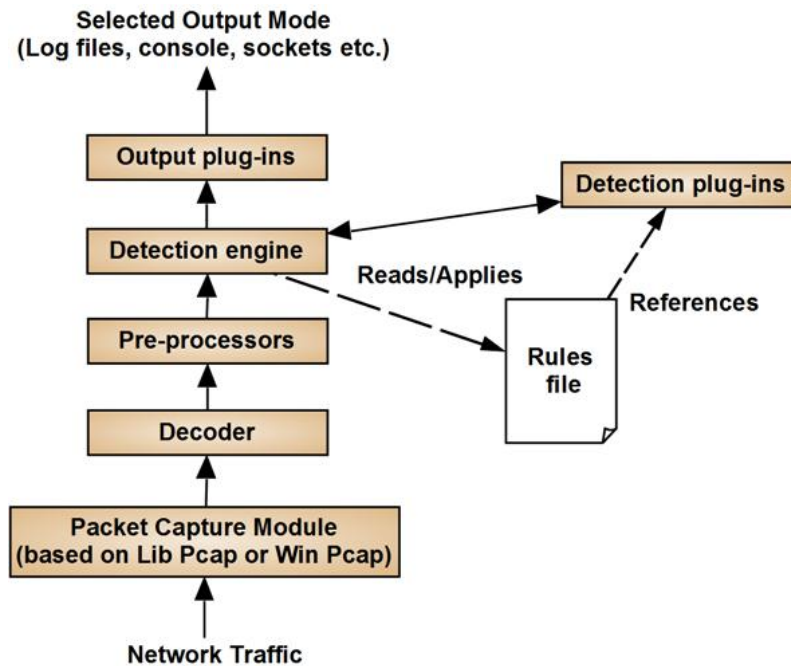 Selected Output Mode
(Log files, console, sockets etc.)
Output plug-ins
Detection plug-ins
Detection engine
Reads/Applies
References
Pre-processors
Rules
file
Decoder
Packet Capture Module
(based on Lib Pcap or Win Pcap)
Network Traffic